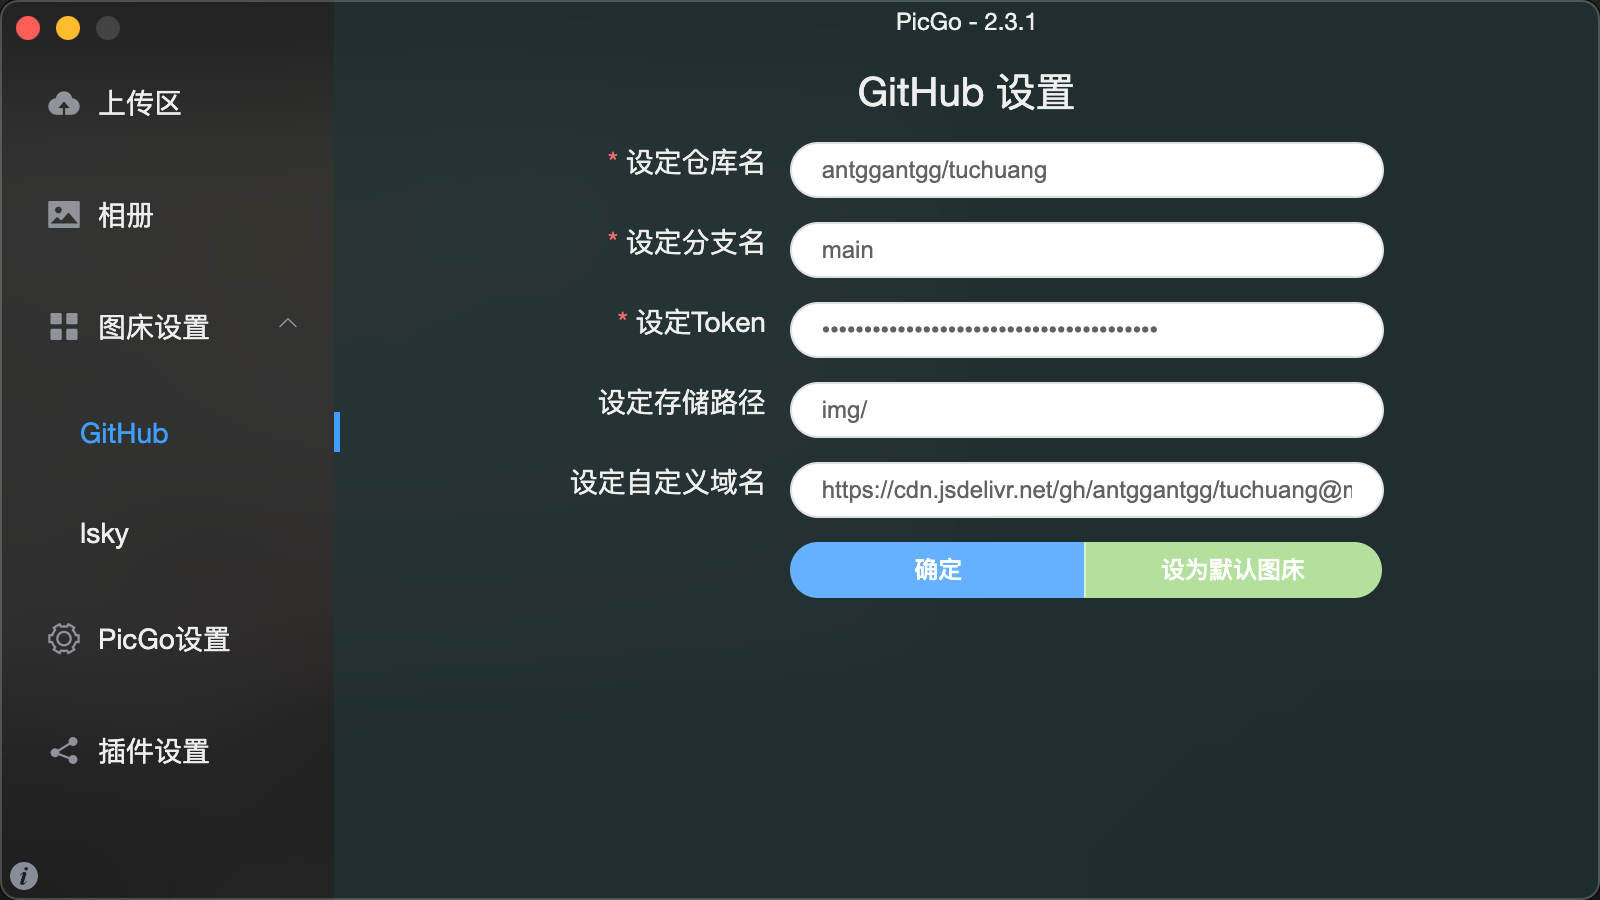 PicGo - 2.3.1
上传区
相册
图床设置
GitHub
lsky
PicGo设置
插件设置
GitHub 设置
* 设定仓库名 antggantgg/tuchuang
* 设定分支名 main
* 设定Token ••••••••••••••••••••••••••••••••••••••••
设定存储路径 img/
设定自定义域名 https://cdn.jsdelivr.net/gh/antggantgg/tuchuang@
确定 设为默认图床